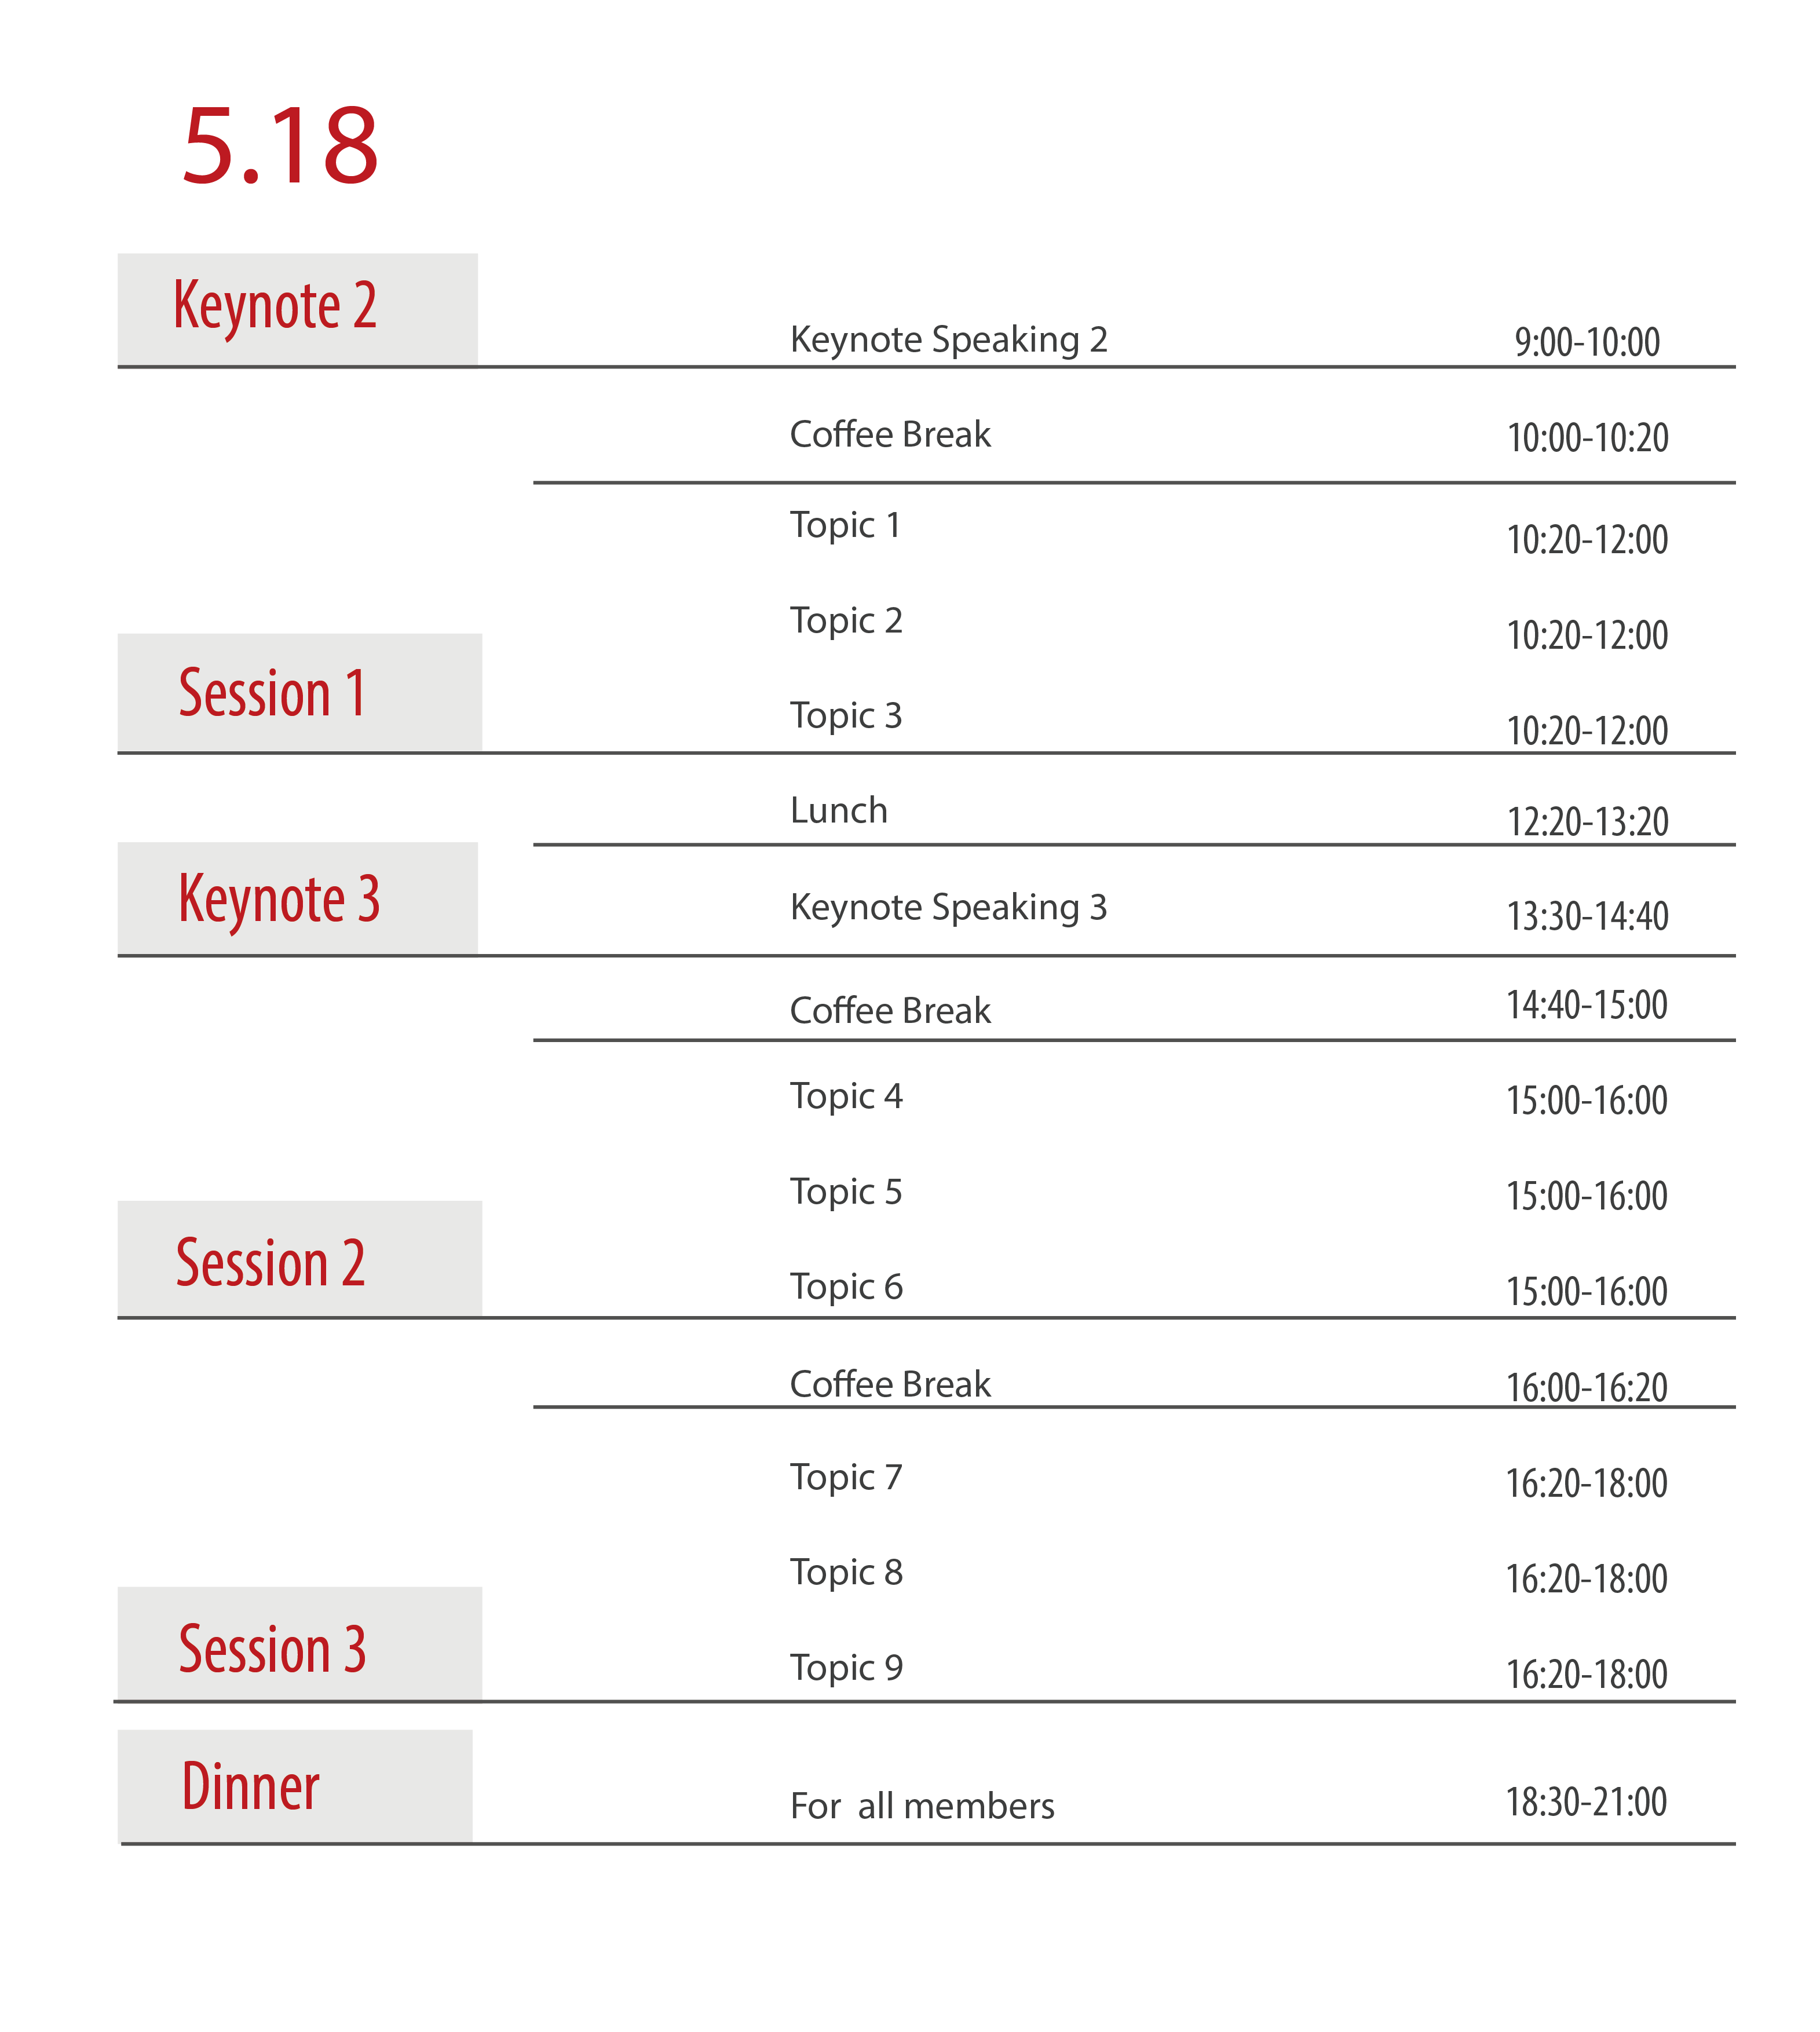 5.18
Keynote 2
Keynote Speaking 2 9:00-10:00
Coffee Break 10:00-10:20
Topic 1 10:20-12:00
Topic 2 10:20-12:00
Session 1
Topic 3 10:20-12:00
Lunch 12:20-13:20
Keynote 3
Keynote Speaking 3 13:30-14:40
Coffee Break 14:40-15:00
Topic 4 15:00-16:00
Topic 5 15:00-16:00
Session 2
Topic 6 15:00-16:00
Coffee Break 16:00-16:20
Topic 7 16:20-18:00
Topic 8 16:20-18:00
Session 3
Topic 9 16:20-18:00
Dinner
For all members 18:30-21:00